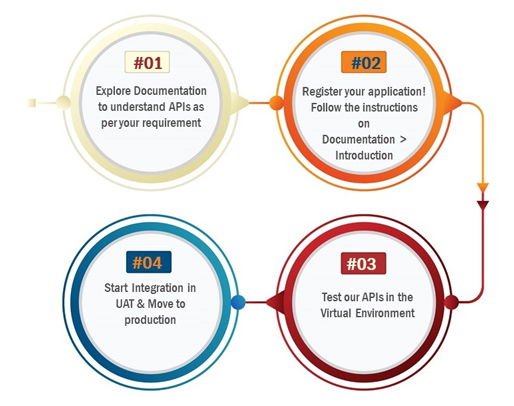 #01
Explore Documentation
to understand APIs as
per your requirement
#02
Register your application!
Follow the instructions
on
Documentation >
Introduction
#03
Test our APIs in the
Virtual Environment
#04
Start Integration in
UAT & Move to
production